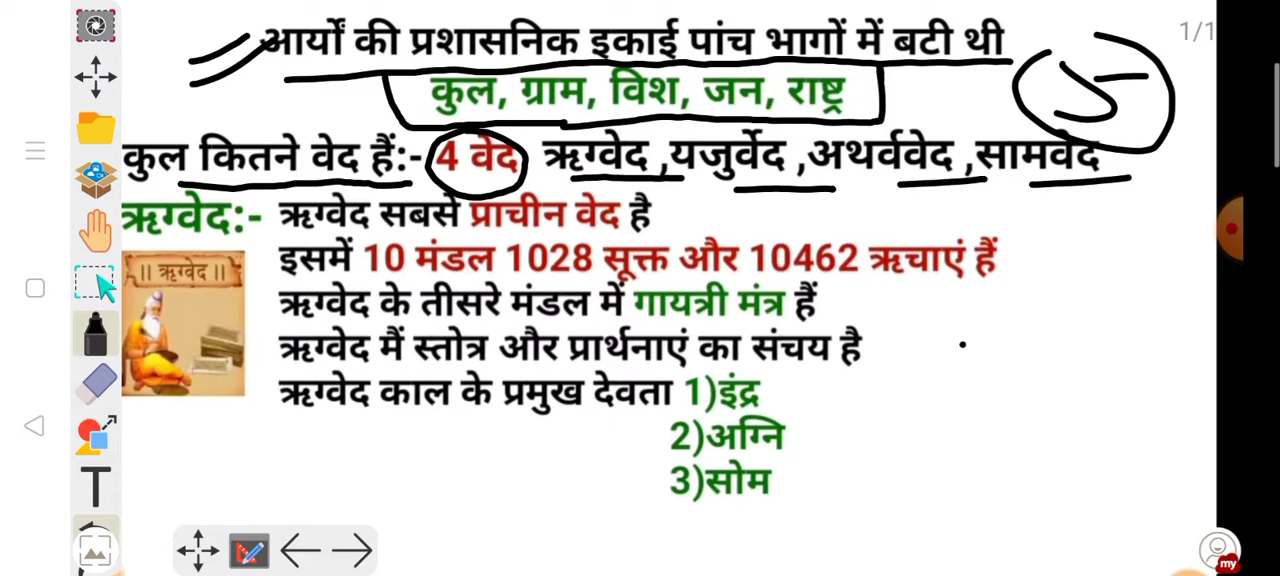 1/1
आर्यों की प्रशासनिक इकाई पांच भागों में बटी थी
5
कुल, ग्राम, विश, जन, राष्ट्र
कुल कितने वेद हैं:- 4 वेद ऋग्वेद ,यजुर्वेद ,अथर्ववेद ,सामवेद
ऋग्वेद:- ऋग्वेद सबसे प्राचीन वेद है
इसमें 10 मंडल 1028 सूक्त और 10462 ऋचाएं हैं
|| ऋग्वेद ||
ऋग्वेद के तीसरे मंडल में गायत्री मंत्र हैं
ऋग्वेद मैं स्तोत्र और प्रार्थनाएं का संचय है
ऋग्वेद काल के प्रमुख देवता 1)इंद्र
2)अग्नि
3)सोम
T
my